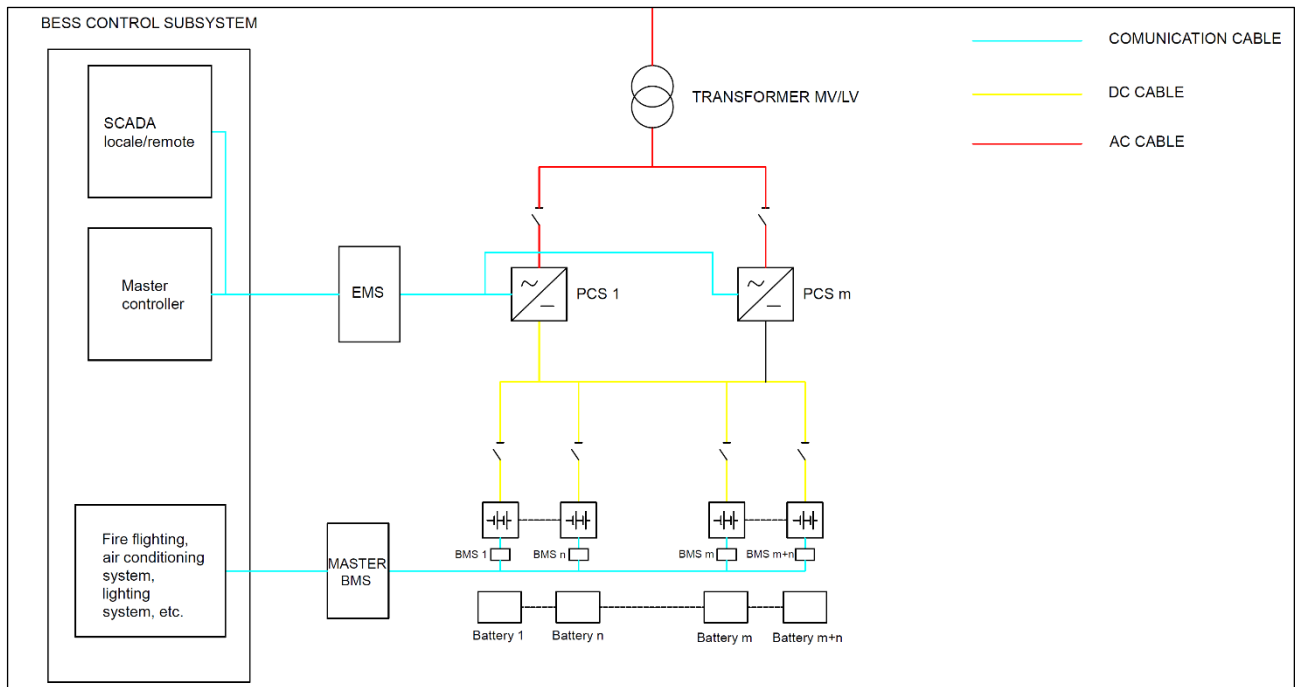 BESS CONTROL SUBSYSTEM
SCADA
locale/remote
Master
controller
Fire flighting,
air conditioning
system,
lighting
system, etc.
EMS
MASTER
BMS
TRANSFORMER MV/LV
PCS 1
PCS m
BMS 1
BMS n
BMS m
BMS m+n
Battery 1
Battery n
Battery m
Battery m+n
COMUNICATION CABLE
DC CABLE
AC CABLE